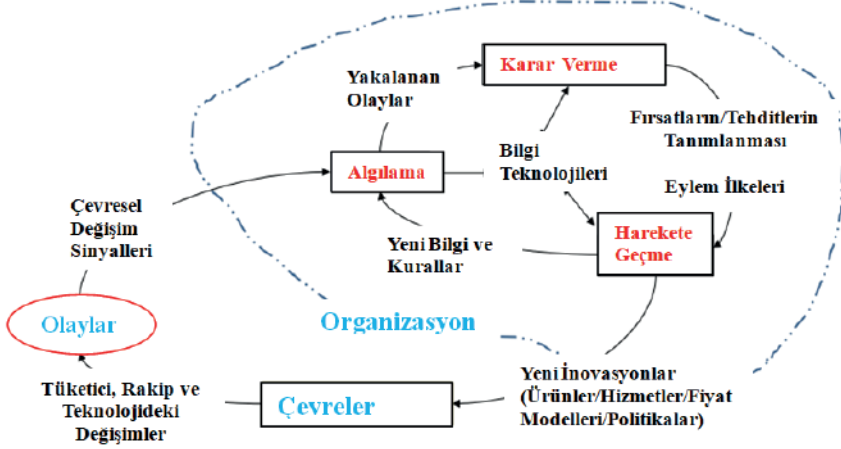 Karar Verme
Yakalanan
Olaylar
Fırsatların/Tehditlerin
Tanımlanması
Bilgi
Teknolojileri
Algılama
Eylem İlkeleri
Çevresel
Değişim
Sinyalleri
Harekete
Geçme
Yeni Bilgi ve
Kurallar
Olaylar
Organizasyon
Yeni İnovasyonlar
(Ürünler/Hizmetler/Fiyat
Modelleri/Politikalar)
Tüketici, Rakip ve
Teknolojideki
Değişimler
Çevreler